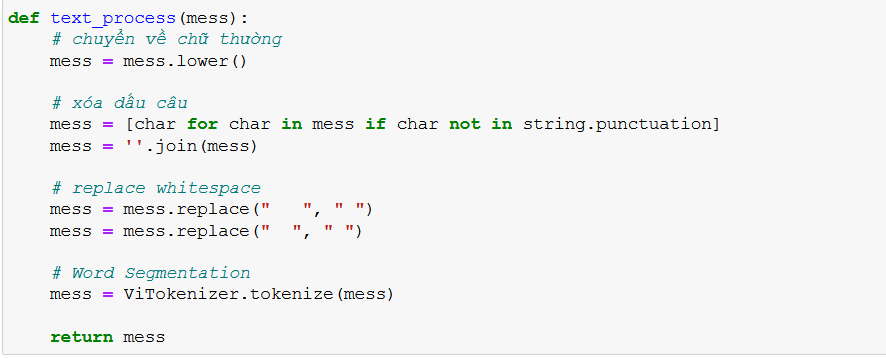 def text_process(mess):
    # chuyển về chữ thường
    mess = mess.lower()
    # xóa dấu câu
    mess = [char for char in mess if char not in string.punctuation]
    mess = ''.join(mess)
    # replace whitespace
    mess = mess.replace("   ", " ")
    mess = mess.replace("  ", " ")
    # Word Segmentation
    mess = ViTokenizer.tokenize(mess)
    return mess